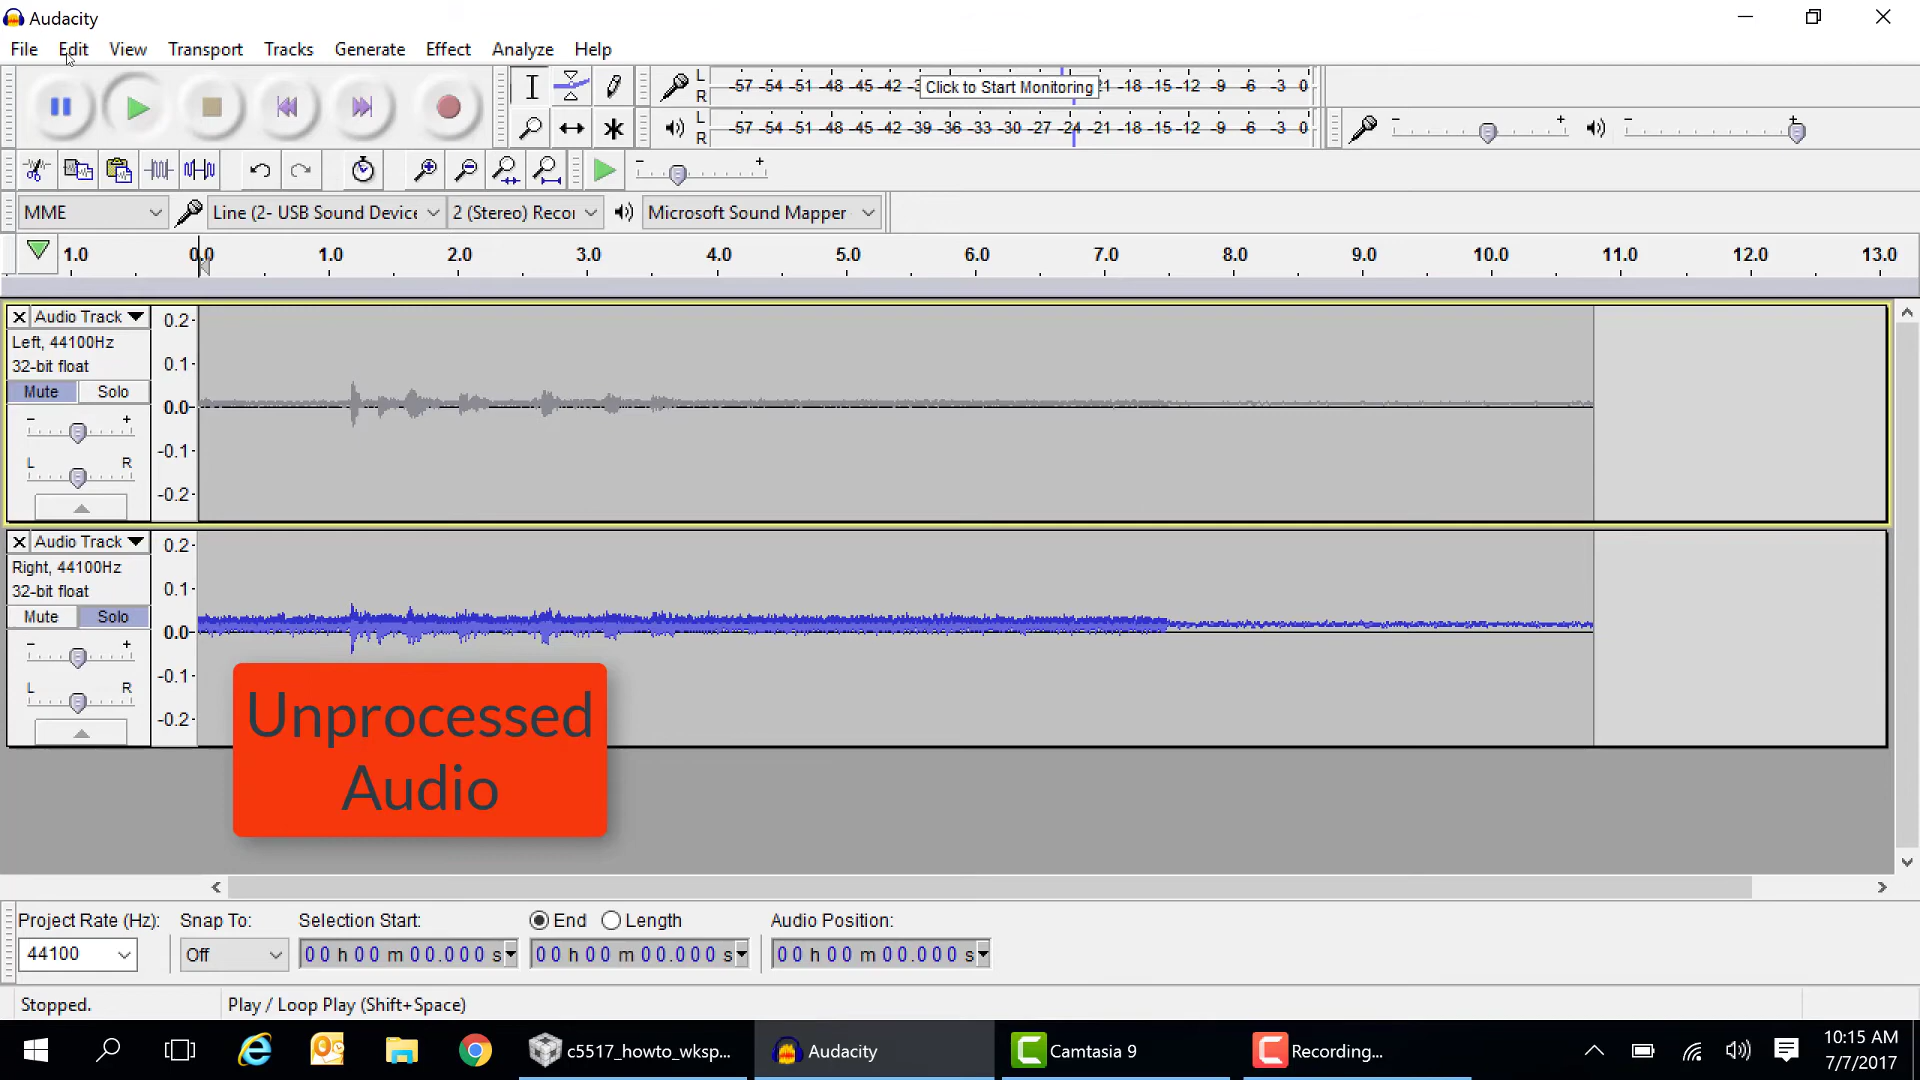 Audacity
File Edit View Transport Tracks Generate Effect Analyze Help
L
R
-57 -54 -51 -48 -45 -42 -3 Click to Start Monitoring 1 -18 -15 -12 -9 -6 -3 0
L
R
-57 -54 -51 -48 -45 -42 -39 -36 -33 -30 -27 -24 -21 -18 -15 -12 -9 -6 -3 0
- +
- +
- +
MME Line (2- USB Sound Device 2 (Stereo) Recor Microsoft Sound Mapper
1.0 0.0 1.0 2.0 3.0 4.0 5.0 6.0 7.0 8.0 9.0 10.0 11.0 12.0 13.0
Audio Track
Left, 44100Hz
32-bit float
Mute Solo
- +
L R
0.2
0.1
0.0
-0.1
-0.2
Audio Track
Right, 44100Hz
32-bit float
Mute Solo
- +
L R
0.2
0.1
0.0
-0.1
-0.2
Unprocessed
Audio
Project Rate (Hz): Snap To: Selection Start: End Length Audio Position:
44100 Off 00 h 00 m 00.000 s 00 h 00 m 00.000 s 00 h 00 m 00.000 s
Stopped. Play / Loop Play (Shift+Space)
c5517_howto_wksp... Audacity Camtasia 9 Recording...
10:15 AM
7/7/2017